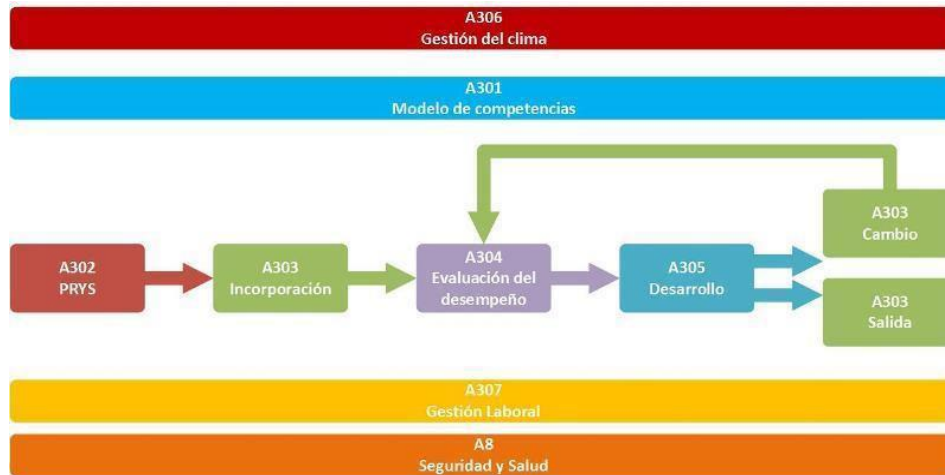 A306
Gestión del clima
A301
Modelo de competencias
A303
Cambio
A302
PRYS
A303
Incorporación
A304
Evaluación del
desempeño
A305
Desarrollo
A303
Salida
A307
Gestión Laboral
A8
Seguridad y Salud